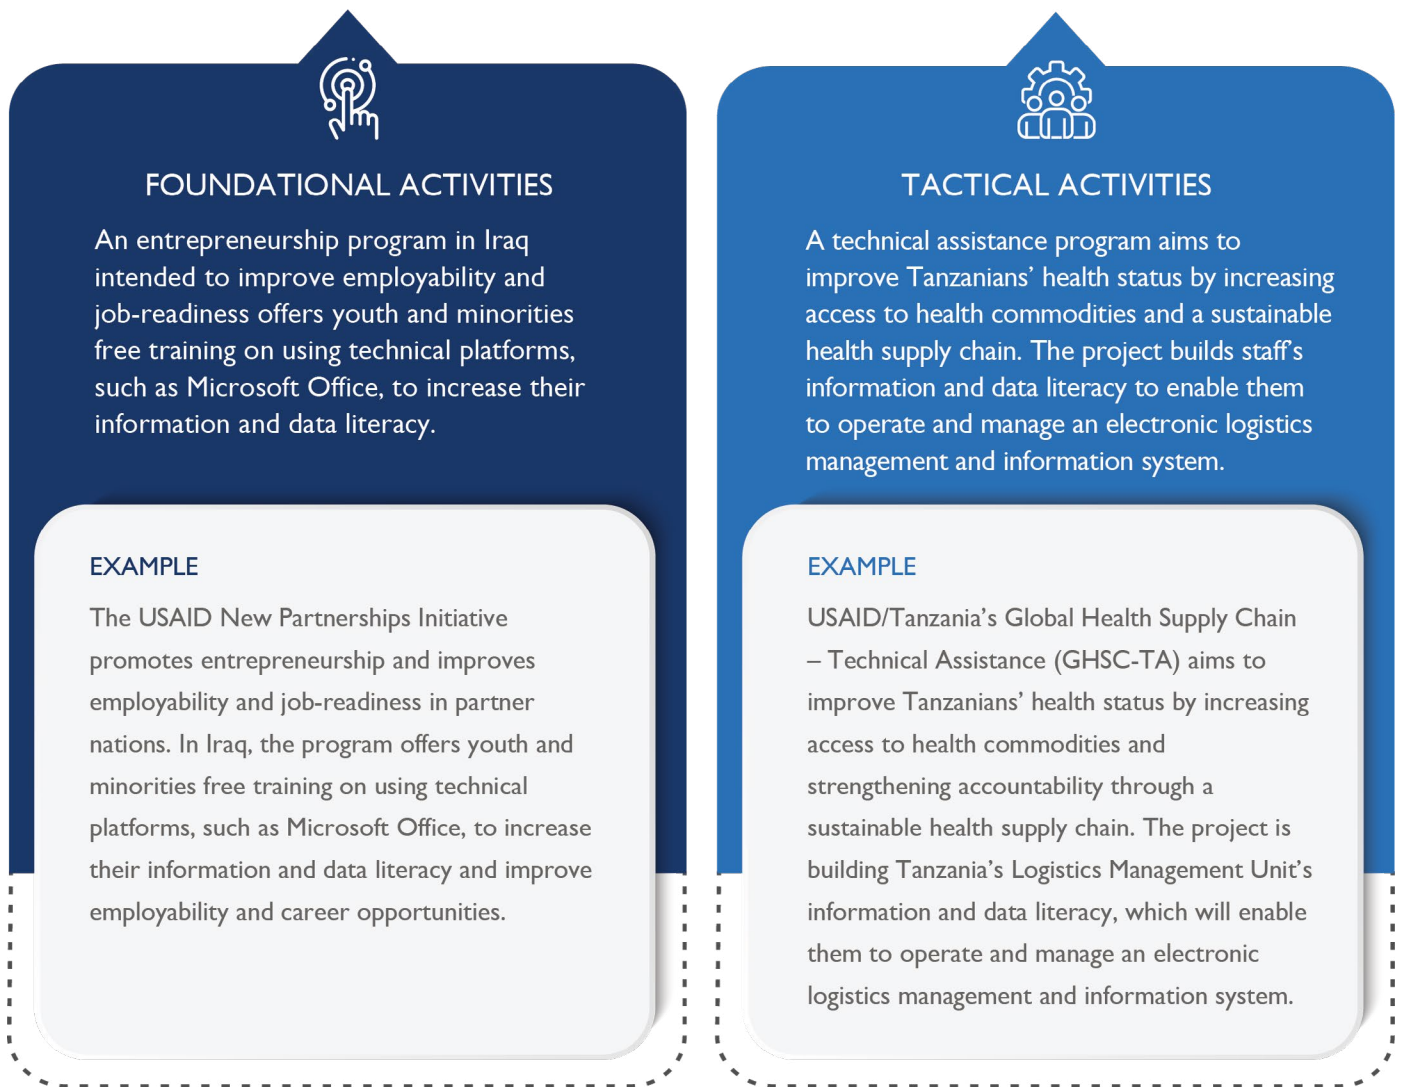 FOUNDATIONAL ACTIVITIES
An entrepreneurship program in Iraq
intended to improve employability and
job-readiness offers youth and minorities
free training on using technical platforms,
such as Microsoft Office, to increase their
information and data literacy.
EXAMPLE
The USAID New Partnerships Initiative
promotes entrepreneurship and improves
employability and job-readiness in partner
nations. In Iraq, the program offers youth and
minorities free training on using technical
platforms, such as Microsoft Office, to increase
their information and data literacy and improve
employability and career opportunities.
TACTICAL ACTIVITIES
A technical assistance program aims to
improve Tanzanians’ health status by increasing
access to health commodities and a sustainable
health supply chain. The project builds staff’s
information and data literacy to enable them
to operate and manage an electronic logistics
management and information system.
EXAMPLE
USAID/Tanzania’s Global Health Supply Chain
– Technical Assistance (GHSC-TA) aims to
improve Tanzanians’ health status by increasing
access to health commodities and
strengthening accountability through a
sustainable health supply chain. The project is
building Tanzania’s Logistics Management Unit’s
information and data literacy, which will enable
them to operate and manage an electronic
logistics management and information system.